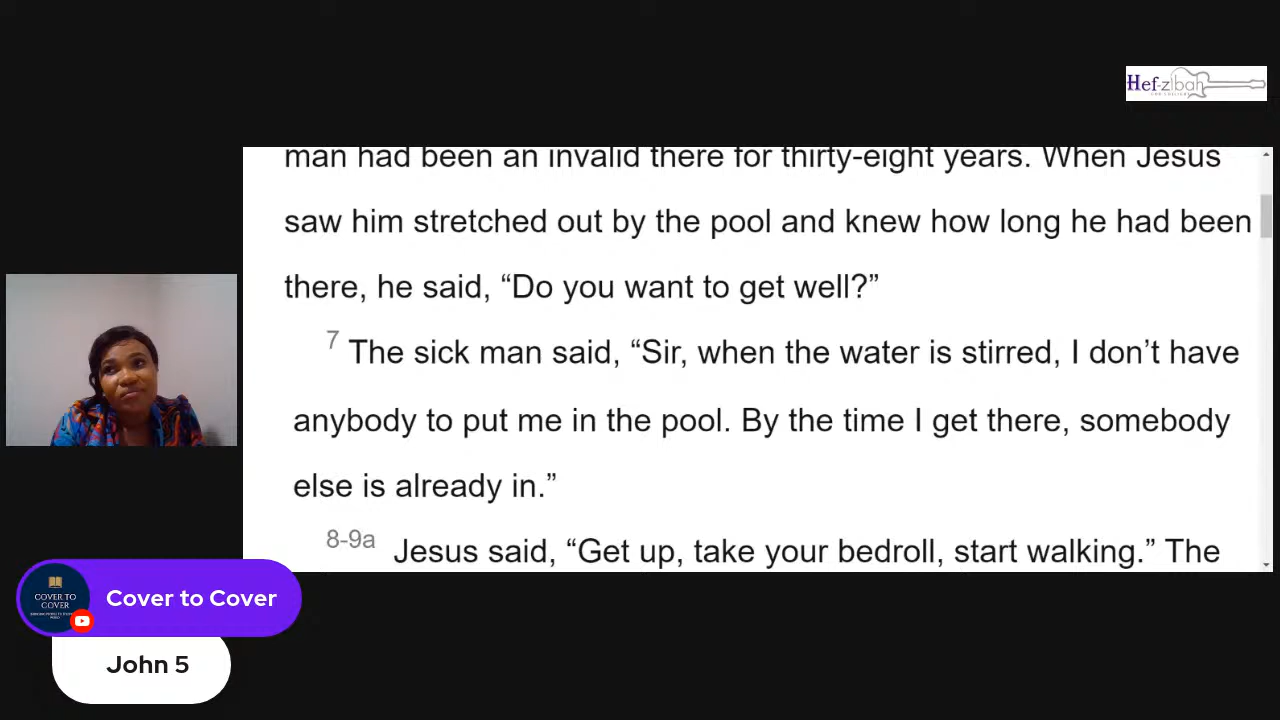 Hef-zibah
man had been an invalid there for thirty-eight years. When Jesus
saw him stretched out by the pool and knew how long he had been
there, he said, “Do you want to get well?”
7 The sick man said, “Sir, when the water is stirred, I don’t have
anybody to put me in the pool. By the time I get there, somebody
else is already in.”
8-9a Jesus said, “Get up, take your bedroll, start walking.” The
COVER TO
COVER
Cover to Cover
John 5